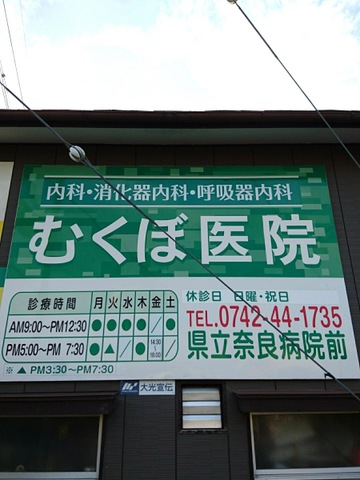 内科・消化器内科・呼吸器内科
むくぼ医院
診療時間 月 火 水 木 金 土
AM9:00〜PM12:30 ● ● ● ● ● ●
PM5:00〜PM 7:30 ● ▲ ／ ● 14:30〜16:00 ／
※ ▲ PM3:30〜PM7:30
休診日 日曜・祝日
TEL.0742-44-1735
県立奈良病院前
大光宣伝